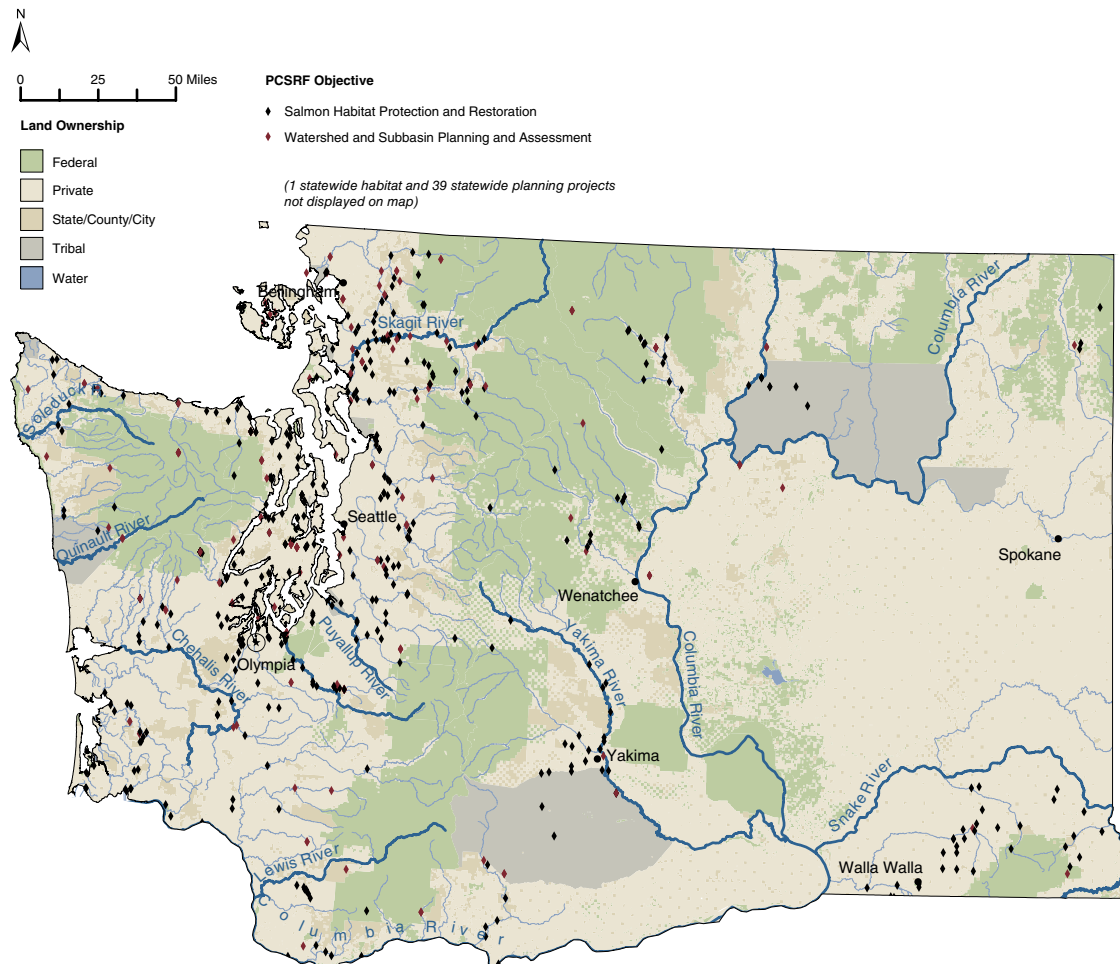 N
0 25 50 Miles
Land Ownership
Federal
Private
State/County/City
Tribal
Water
PCSRF Objective
Salmon Habitat Protection and Restoration
Watershed and Subbasin Planning and Assessment
(1 statewide habitat and 39 statewide planning projects
not displayed on map)
Bellingham
Skagit River
Columbia River
Soleduck R
Quinault River
Seattle
Spokane
Wenatchee
Chehalis River
Olympia
Puyallup River
Yakima River
Columbia River
Yakima
Snake River
Lewis River
Walla Walla
Columbia River